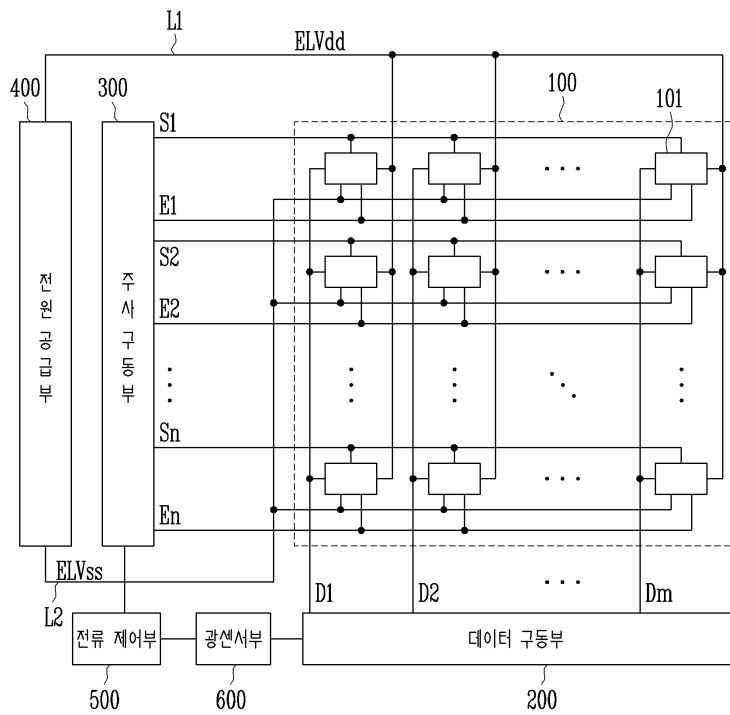 L1
ELVdd
400
300
100
101
S1
E1
S2
E2
Sn
En
전원 공급부
주사 구동부
ELVss
L2
D1
D2
Dm
전류 제어부
광센서부
데이터 구동부
500
600
200